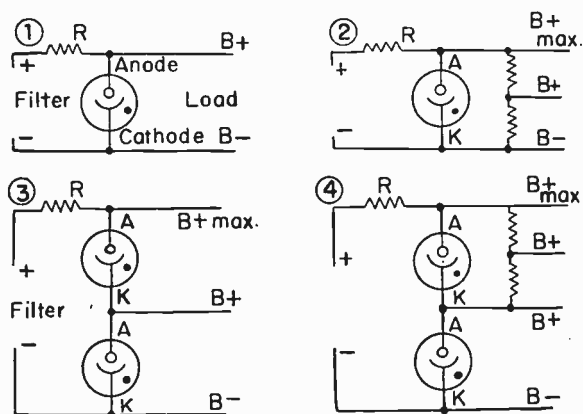 ① R B+
+ Anode
Filter Load
− Cathode B−
② R B+ max.
+ A
B+
− K B−
③ R
A B+ max.
+
K B+
Filter A
−
K B−
④ R B+ max
A
+ B+
K B+
A
−
K B−